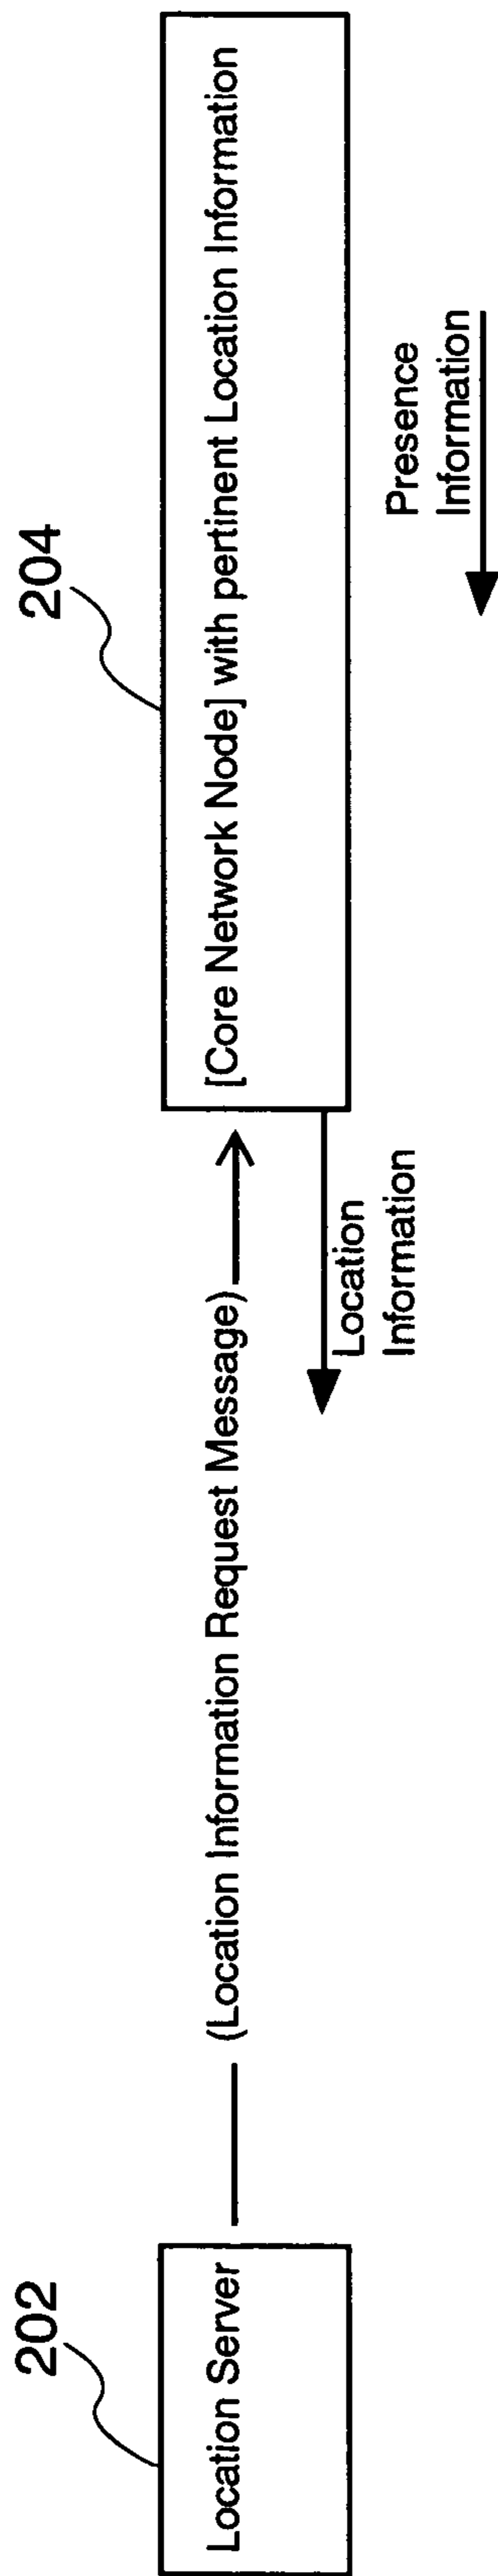 202
204
Location Server
(Location Information Request Message)
[Core Network Node] with pertinent Location Information
Location
Information
Presence
Information